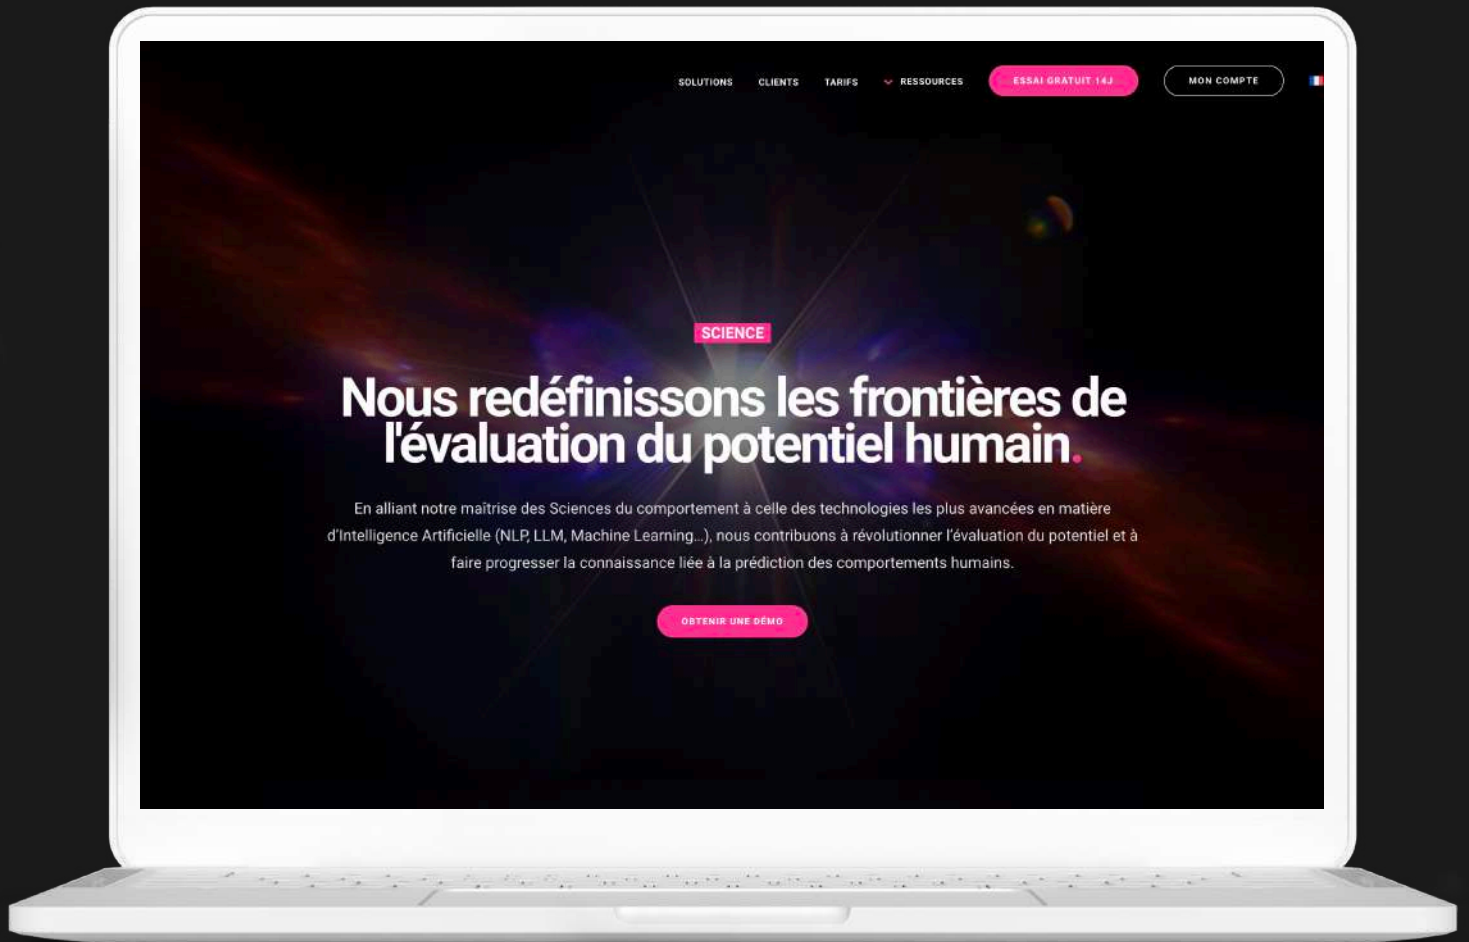 SOLUTIONS CLIENTS TARIFS RESSOURCES ESSAI GRATUIT 14J MON COMPTE
SCIENCE
Nous redéfinissons les frontières de
l'évaluation du potentiel humain.
En alliant notre maîtrise des Sciences du comportement à celle des technologies les plus avancées en matière
d'Intelligence Artificielle (NLP, LLM, Machine Learning...), nous contribuons à révolutionner l'évaluation du potentiel et à
faire progresser la connaissance liée à la prédiction des comportements humains.
OBTENIR UNE DÉMO